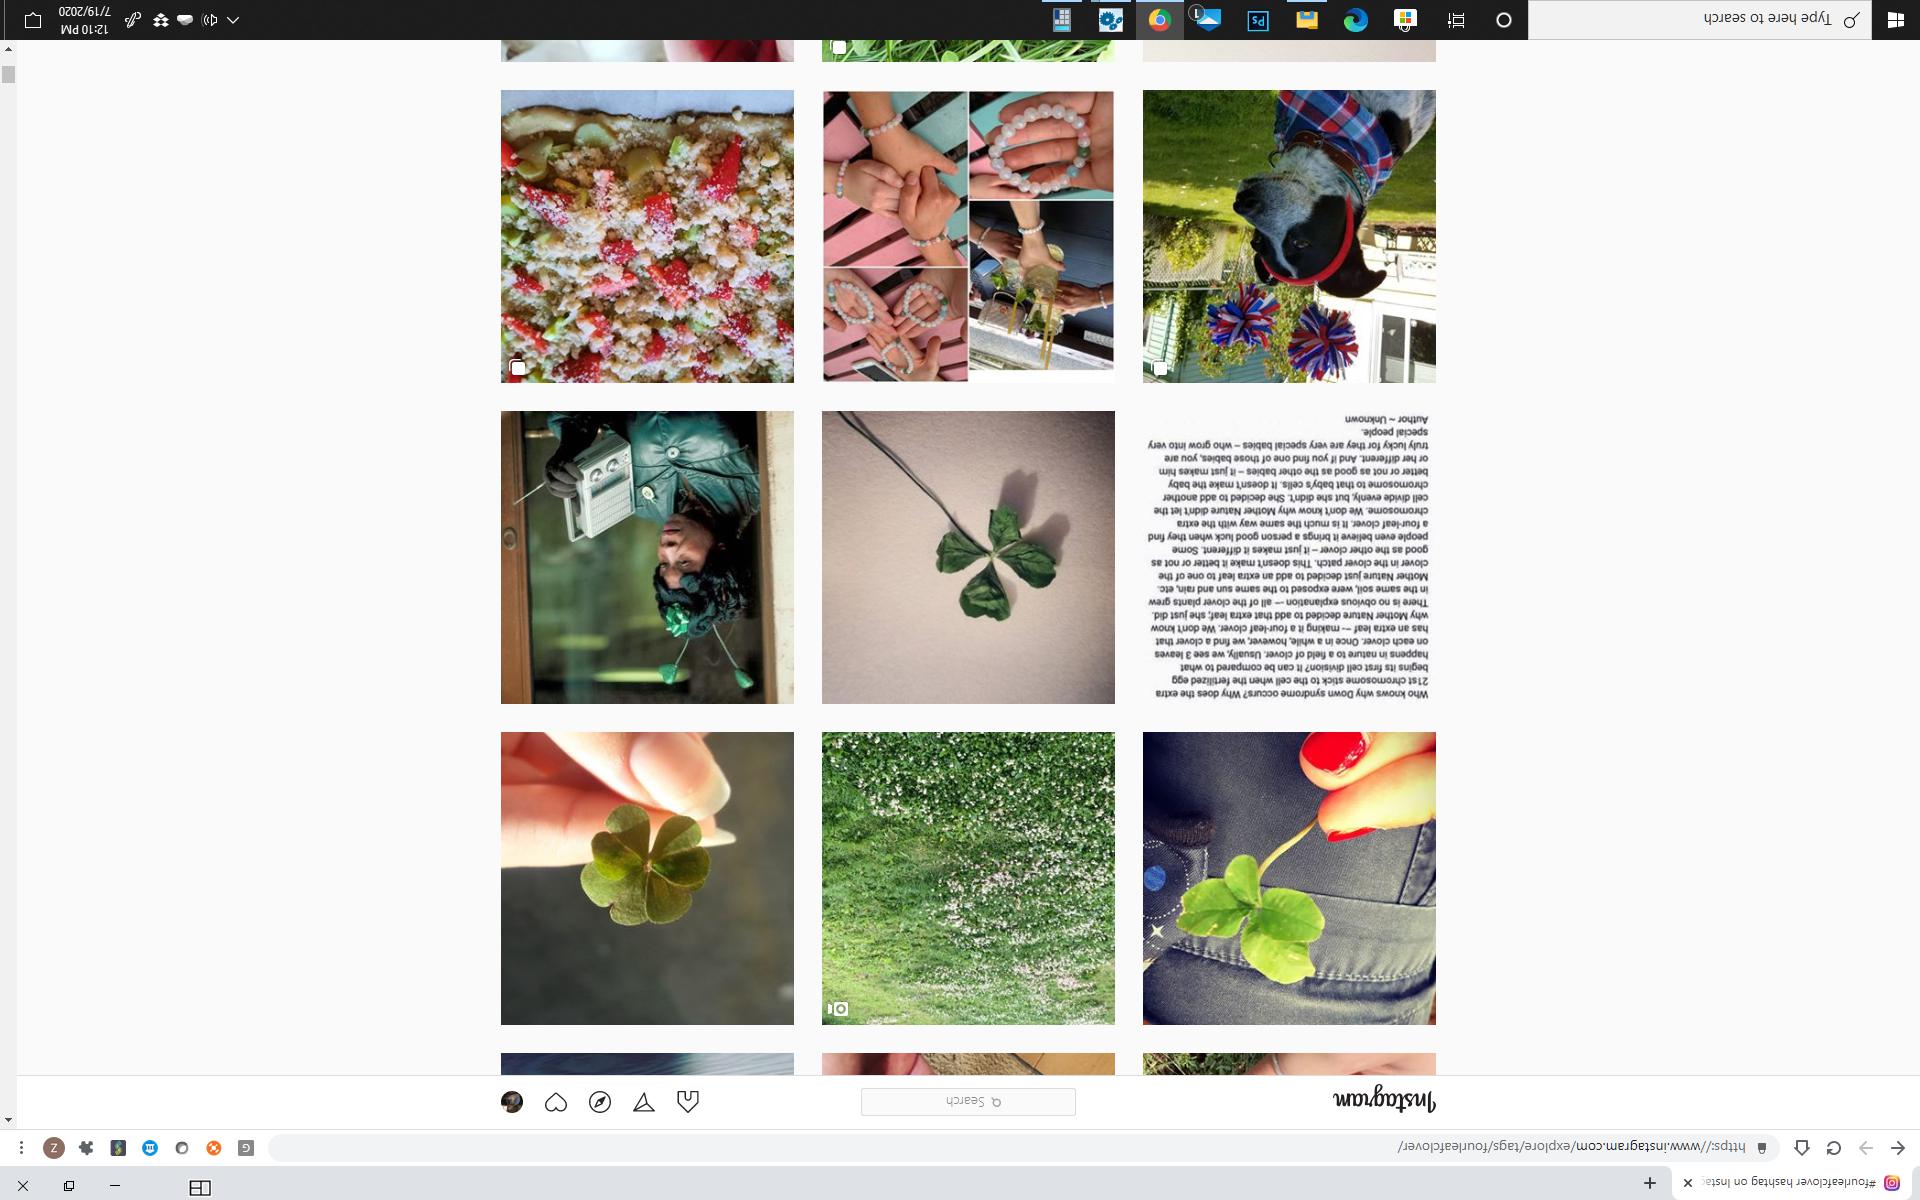 #fourleafclover hashtag on Insta
https://www.instagram.com/explore/tags/fourleafclover/
Z
Instagram
Search
Who knows why Down syndrome occurs? Why does the extra
21st chromosome stick to the cell when the fertilized egg
begins its first cell division? It can be compared to what
happens in nature to a field of clover. Usually, we see 3 leaves
on each clover. Once in a while, however, we find a clover that
has an extra leaf -- making it a four-leaf clover. We don't know
why Mother Nature decided to add that extra leaf; she just did.
There is no obvious explanation -- all of the clover plants grew
in the same soil, were exposed to the same sun and rain, etc.
Mother Nature just decided to add an extra leaf to one of the
clover in the clover patch. This doesn't make it better or not as
good as the other clover – it just makes it different. Some
people even believe it brings a person good luck when they find
a four-leaf clover. It is much the same way with the extra
chromosome. We don't know why Mother Nature didn't let the
cell divide evenly, but she didn't. She decided to add another
chromosome to that baby's cells. It doesn't make the baby
better or not as good as the other babies – it just makes him
or her different. And if you find one of those babies, you are
truly lucky for they are very special babies – who grow into very
special people.
Author ~ Unknown
Type here to search
Ps
1
12:10 PM
7/19/2020